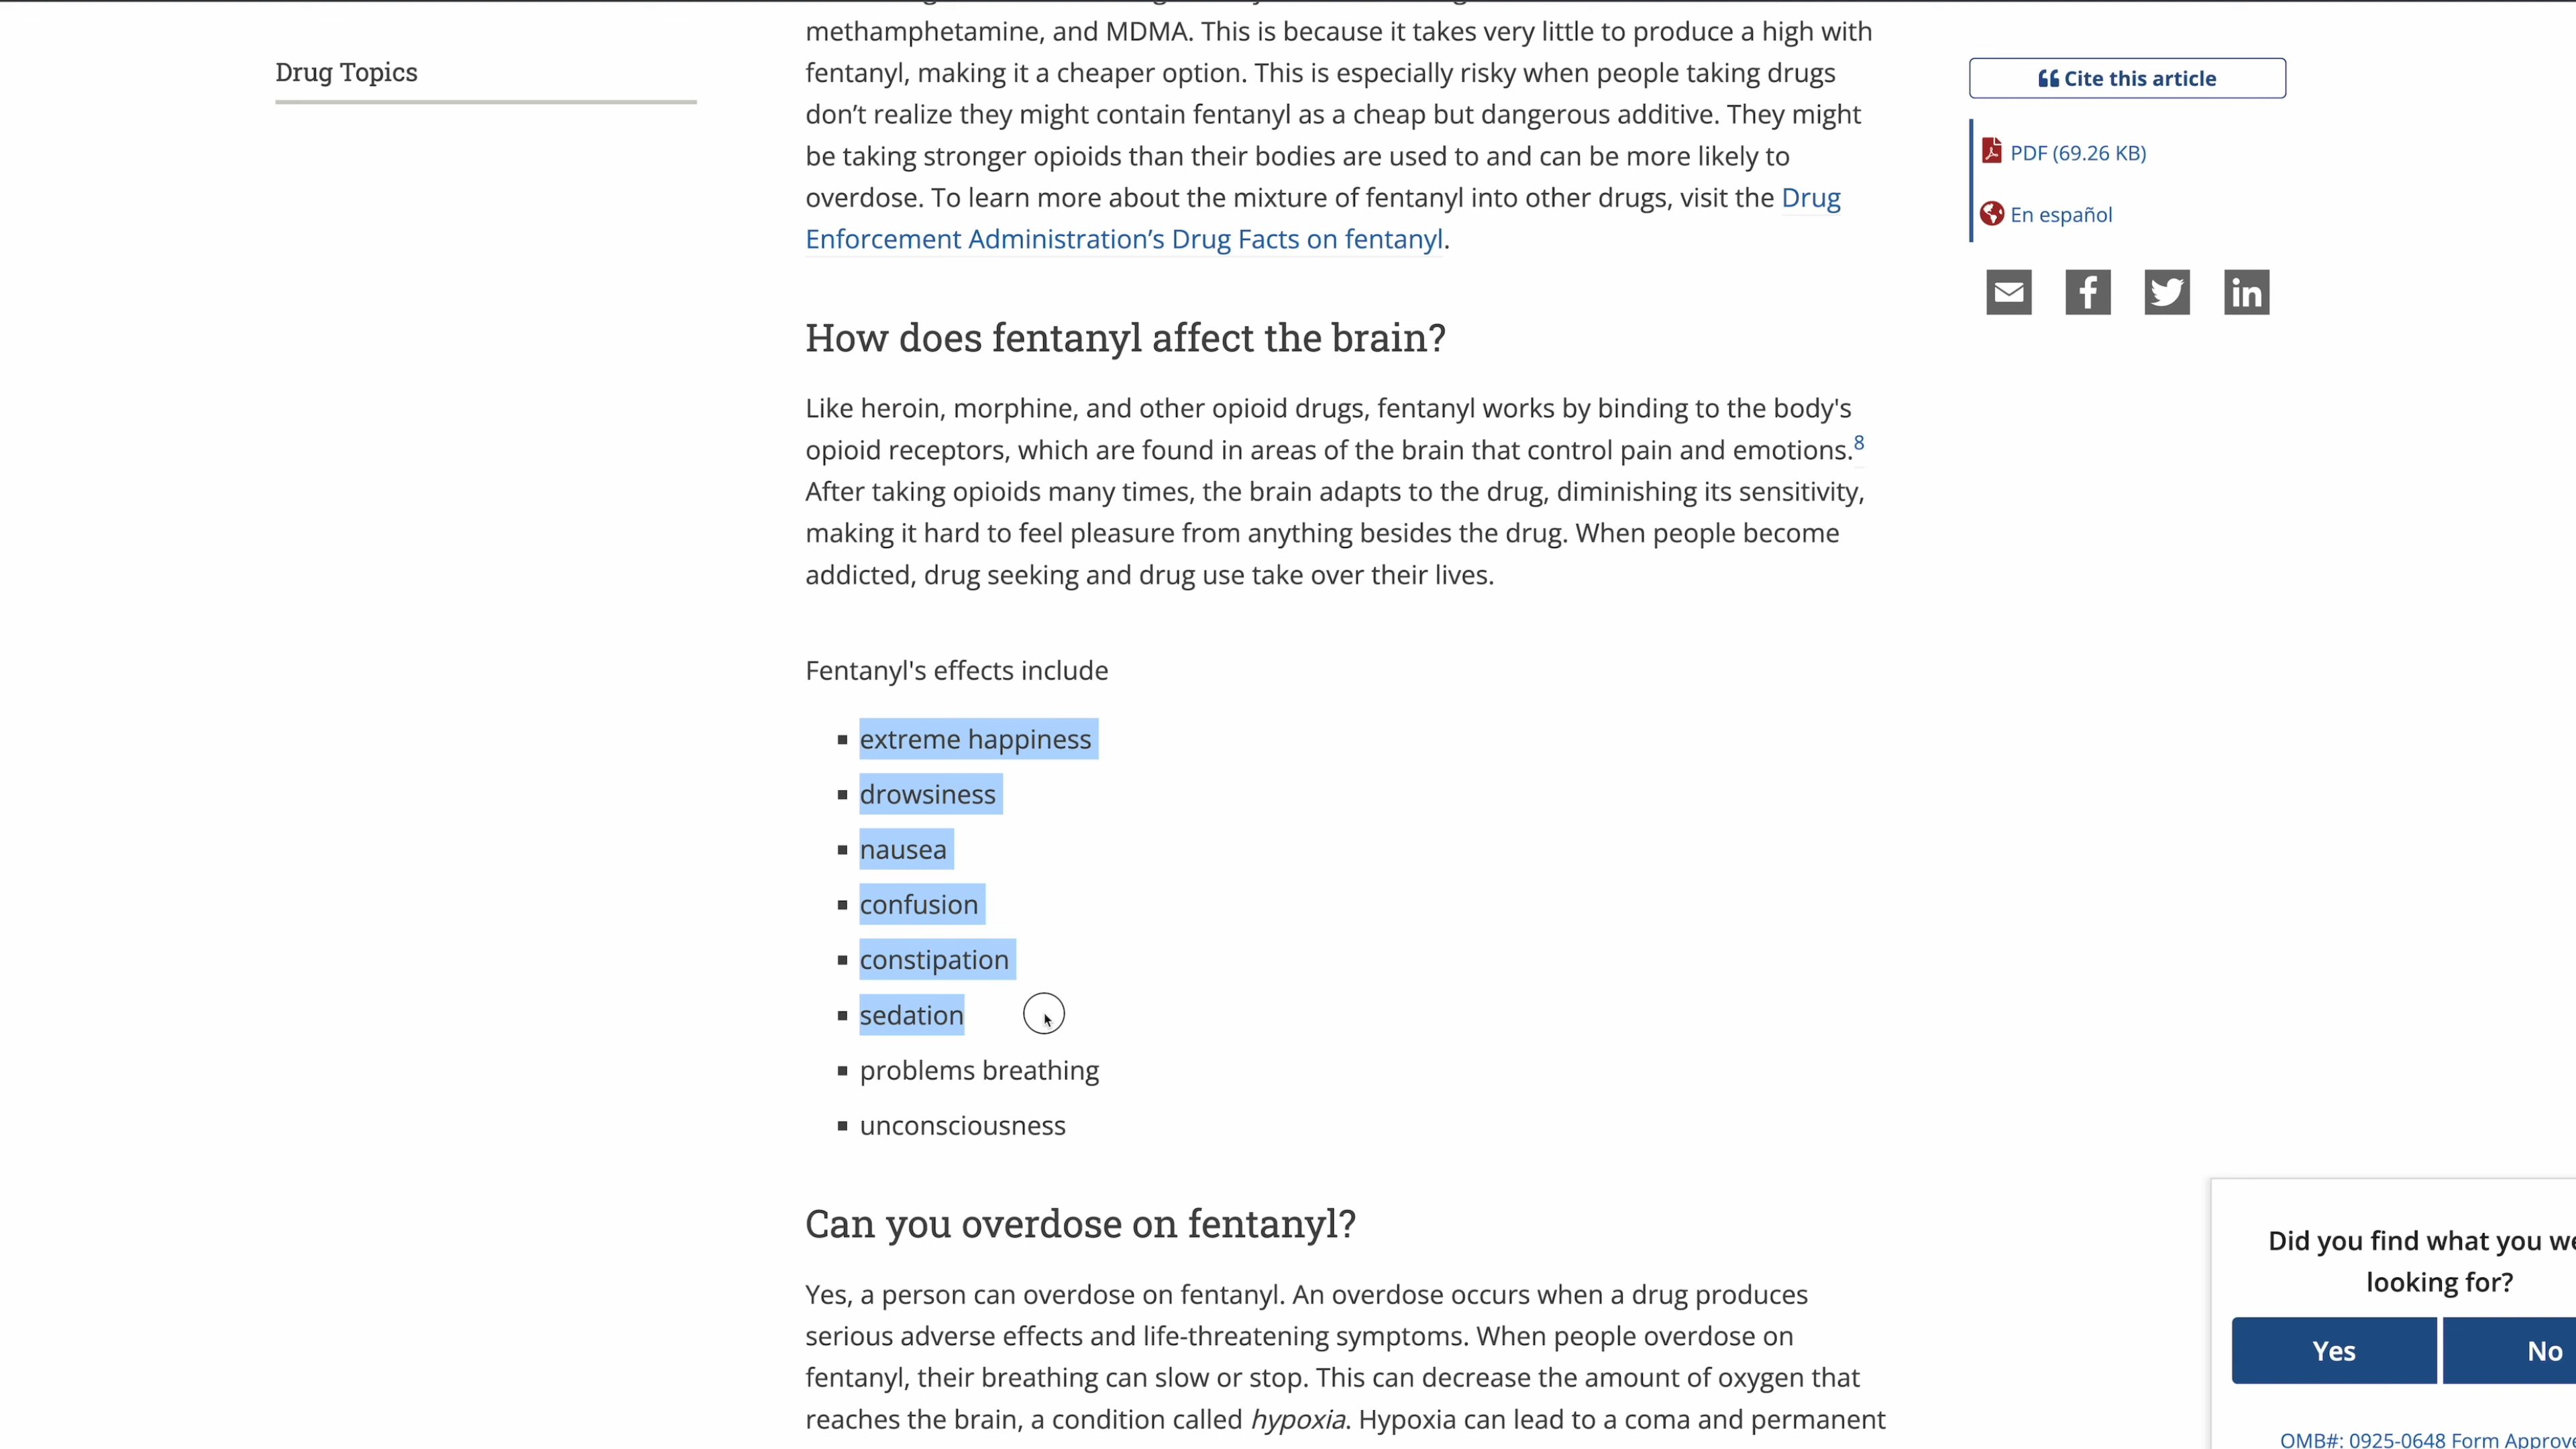 Drug Topics
methamphetamine, and MDMA. This is because it takes very little to produce a high with
fentanyl, making it a cheaper option. This is especially risky when people taking drugs
don’t realize they might contain fentanyl as a cheap but dangerous additive. They might
be taking stronger opioids than their bodies are used to and can be more likely to
overdose. To learn more about the mixture of fentanyl into other drugs, visit the Drug
Enforcement Administration’s Drug Facts on fentanyl.
How does fentanyl affect the brain?
Like heroin, morphine, and other opioid drugs, fentanyl works by binding to the body's
opioid receptors, which are found in areas of the brain that control pain and emotions.8
After taking opioids many times, the brain adapts to the drug, diminishing its sensitivity,
making it hard to feel pleasure from anything besides the drug. When people become
addicted, drug seeking and drug use take over their lives.
Fentanyl's effects include
extreme happiness
drowsiness
nausea
confusion
constipation
sedation
problems breathing
unconsciousness
Can you overdose on fentanyl?
Yes, a person can overdose on fentanyl. An overdose occurs when a drug produces
serious adverse effects and life-threatening symptoms. When people overdose on
fentanyl, their breathing can slow or stop. This can decrease the amount of oxygen that
reaches the brain, a condition called hypoxia. Hypoxia can lead to a coma and permanent
Cite this article
PDF (69.26 KB)
En español
Did you find what you we
looking for?
Yes
No
OMB#: 0925-0648 Form Approve